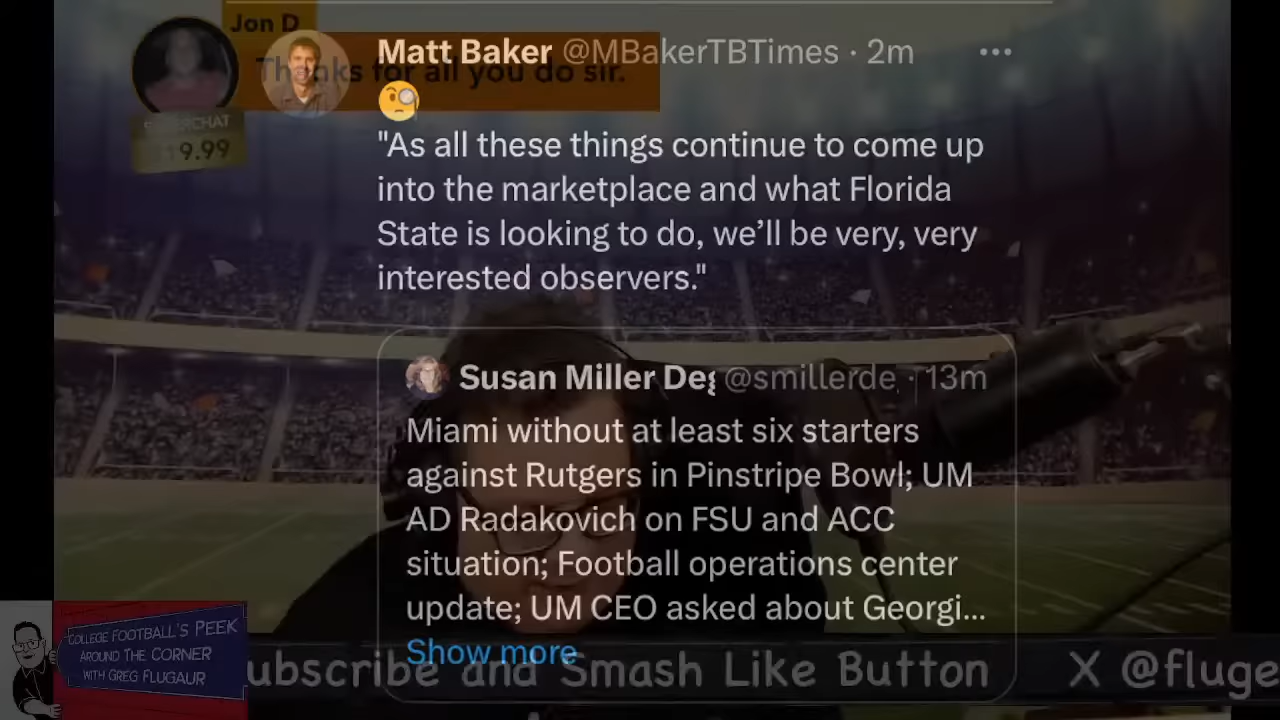 Jon D
Thanks for all you do sir.
Matt Baker @MBakerTBTimes · 2m
"As all these things continue to come up
into the marketplace and what Florida
State is looking to do, we’ll be very, very
interested observers."
Susan Miller @smillerde · 13m
Miami without at least six starters
against Rutgers in Pinstripe Bowl; UM
AD Radakovich on FSU and ACC
situation; Football operations center
update; UM CEO asked about Georgi...
Show more
COLLEGE FOOTBALL'S PEEK
AROUND THE CORNER
WITH GREG FLUGAUR
ubscribe and Smash Like Button X @fluge